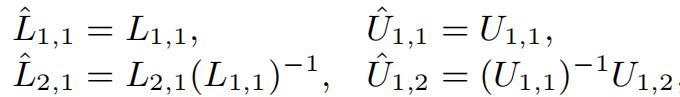 L̂₁,₁ = L₁,₁, Û₁,₁ = U₁,₁,
L̂₂,₁ = L₂,₁(L₁,₁)⁻¹, Û₁,₂ = (U₁,₁)⁻¹U₁,₂,